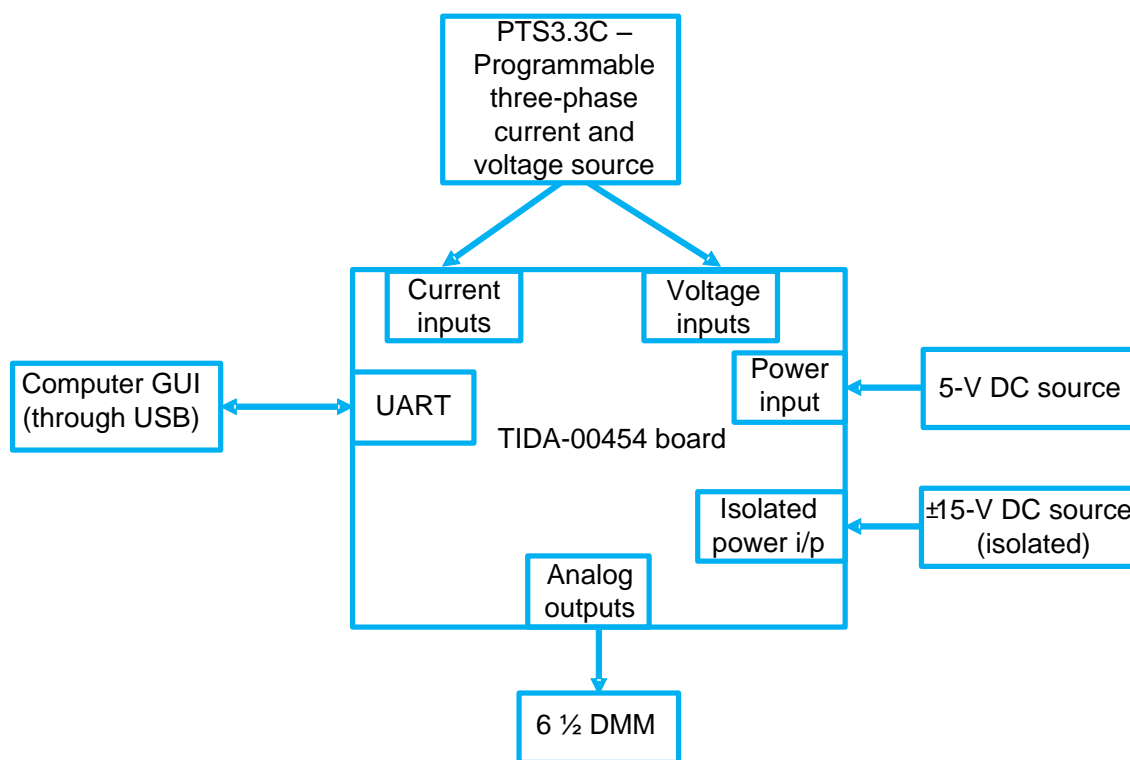 PTS3.3C –
Programmable
three-phase
current and
voltage source
Current
inputs
Voltage
inputs
Power
input
5-V DC source
Computer GUI
(through USB)
UART
TIDA-00454 board
Isolated
power i/p
±15-V DC source
(isolated)
Analog
outputs
6 ½ DMM